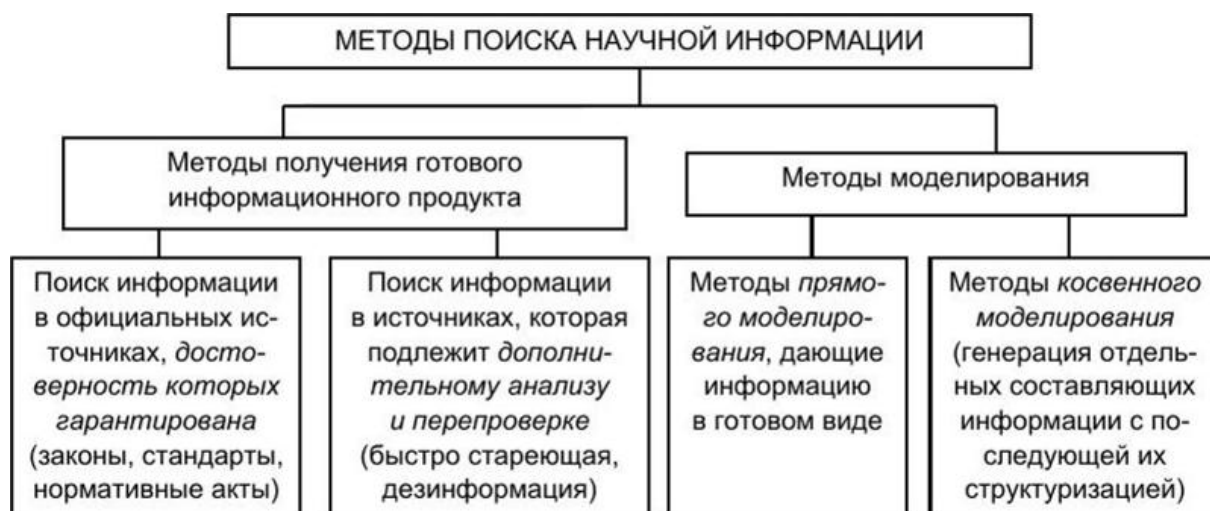 МЕТОДЫ ПОИСКА НАУЧНОЙ ИНФОРМАЦИИ
Методы получения готового
информационного продукта
Методы моделирования
Поиск информации
в официальных ис-
точниках, досто-
верность которых
гарантирована
(законы, стандарты,
нормативные акты)
Поиск информации
в источниках, которая
подлежит дополни-
тельному анализу
и перепроверке
(быстро стареющая,
дезинформация)
Методы прямо-
го моделиро-
вания, дающие
информацию
в готовом виде
Методы косвенного
моделирования
(генерация отдель-
ных составляющих
информации с по-
следующей их
структуризацией)